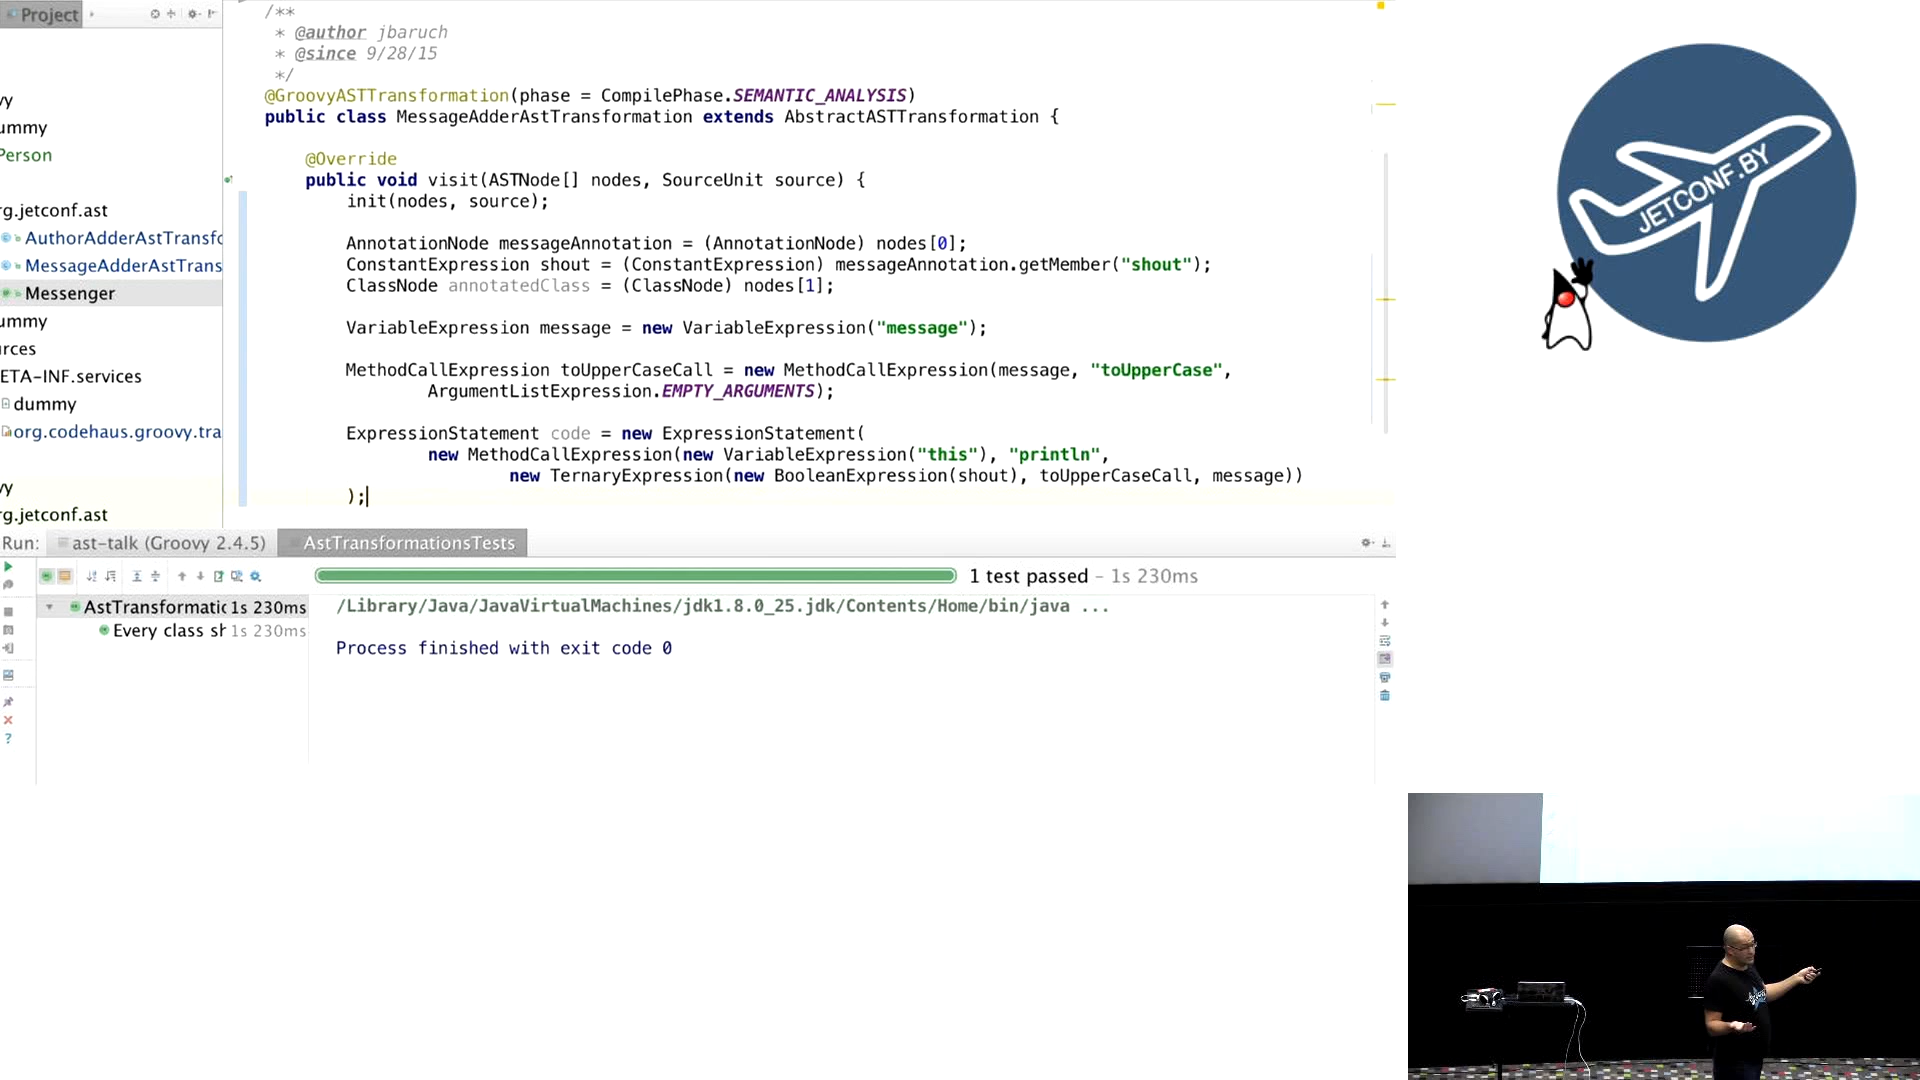 Project
/**
* @author jbaruch
* @since 9/28/15
*/
@GroovyASTTransformation(phase = CompilePhase.SEMANTIC_ANALYSIS)
public class MessageAdderAstTransformation extends AbstractASTTransformation {
@Override
public void visit(ASTNode[] nodes, SourceUnit source) {
init(nodes, source);
AnnotationNode messageAnnotation = (AnnotationNode) nodes[0];
ConstantExpression shout = (ConstantExpression) messageAnnotation.getMember("shout");
ClassNode annotatedClass = (ClassNode) nodes[1];
VariableExpression message = new VariableExpression("message");
MethodCallExpression toUpperCaseCall = new MethodCallExpression(message, "toUpperCase",
ArgumentListExpression.EMPTY_ARGUMENTS);
ExpressionStatement code = new ExpressionStatement(
new MethodCallExpression(new VariableExpression("this"), "println",
new TernaryExpression(new BooleanExpression(shout), toUpperCaseCall, message))
);
vy
ummy
Person
rg.jetconf.ast
AuthorAdderAstTransfo
MessageAdderAstTrans
Messenger
ummy
rces
ETA-INF.services
dummy
org.codehaus.groovy.tra
vy
rg.jetconf.ast
Run: ast-talk (Groovy 2.4.5) AstTransformationsTests
1 test passed – 1s 230ms
AstTransformatic 1s 230ms
Every class sh 1s 230ms
/Library/Java/JavaVirtualMachines/jdk1.8.0_25.jdk/Contents/Home/bin/java ...
Process finished with exit code 0
JETCONF.BY